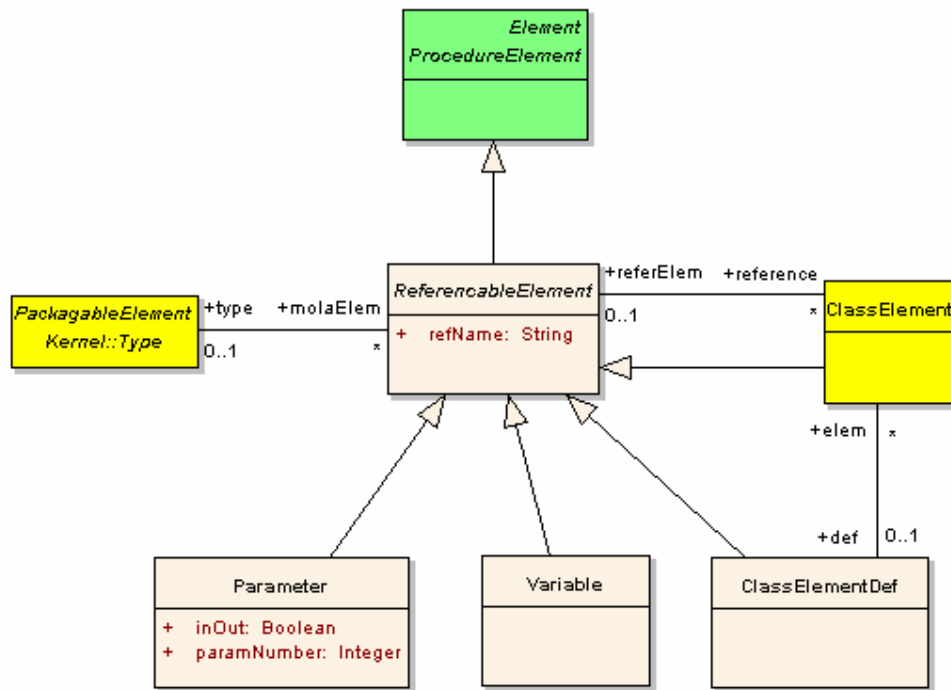 Element
ProcedureElement
+referElem
+reference
0..1
*
ReferencableElement
+ refName: String
PackagableElement
Kernel::Type
+type
+molaElem
0..1
*
ClassElement
+elem
*
+def
0..1
Parameter
+ inOut: Boolean
+ paramNumber: Integer
Variable
ClassElementDef